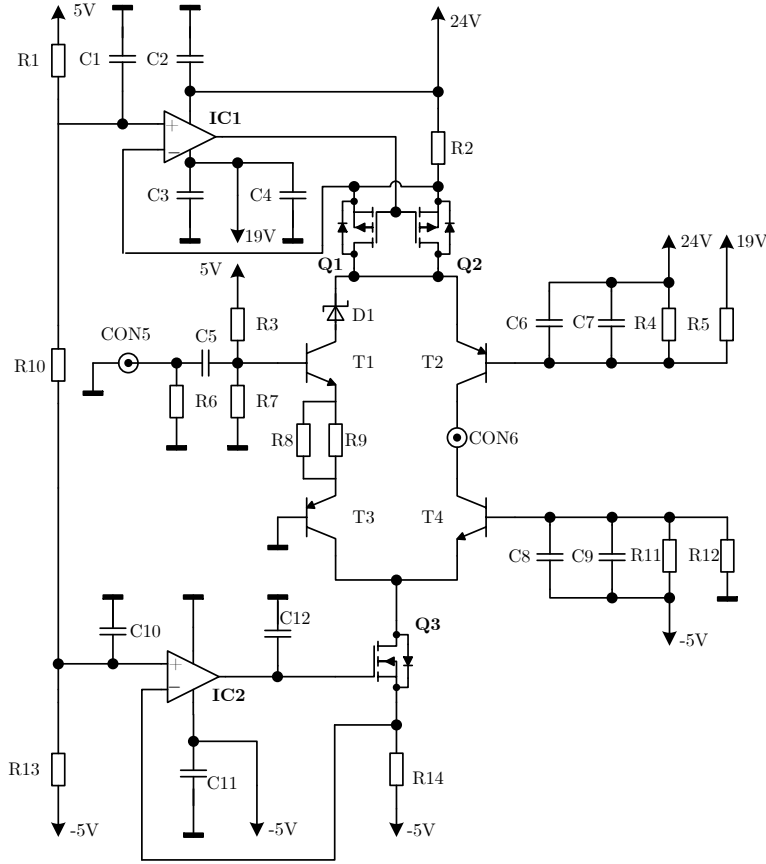 5V
24V
R1
C1
C2
IC1
+
−
R2
C3
C4
19V
Q1
Q2
5V
24V
19V
D1
R3
C6
C7
R4
R5
CON5
C5
T1
T2
R10
R6
R7
R8
R9
CON6
T3
T4
C8
C9
R11
R12
C10
C12
Q3
-5V
+
−
IC2
R13
C11
R14
-5V
-5V
-5V